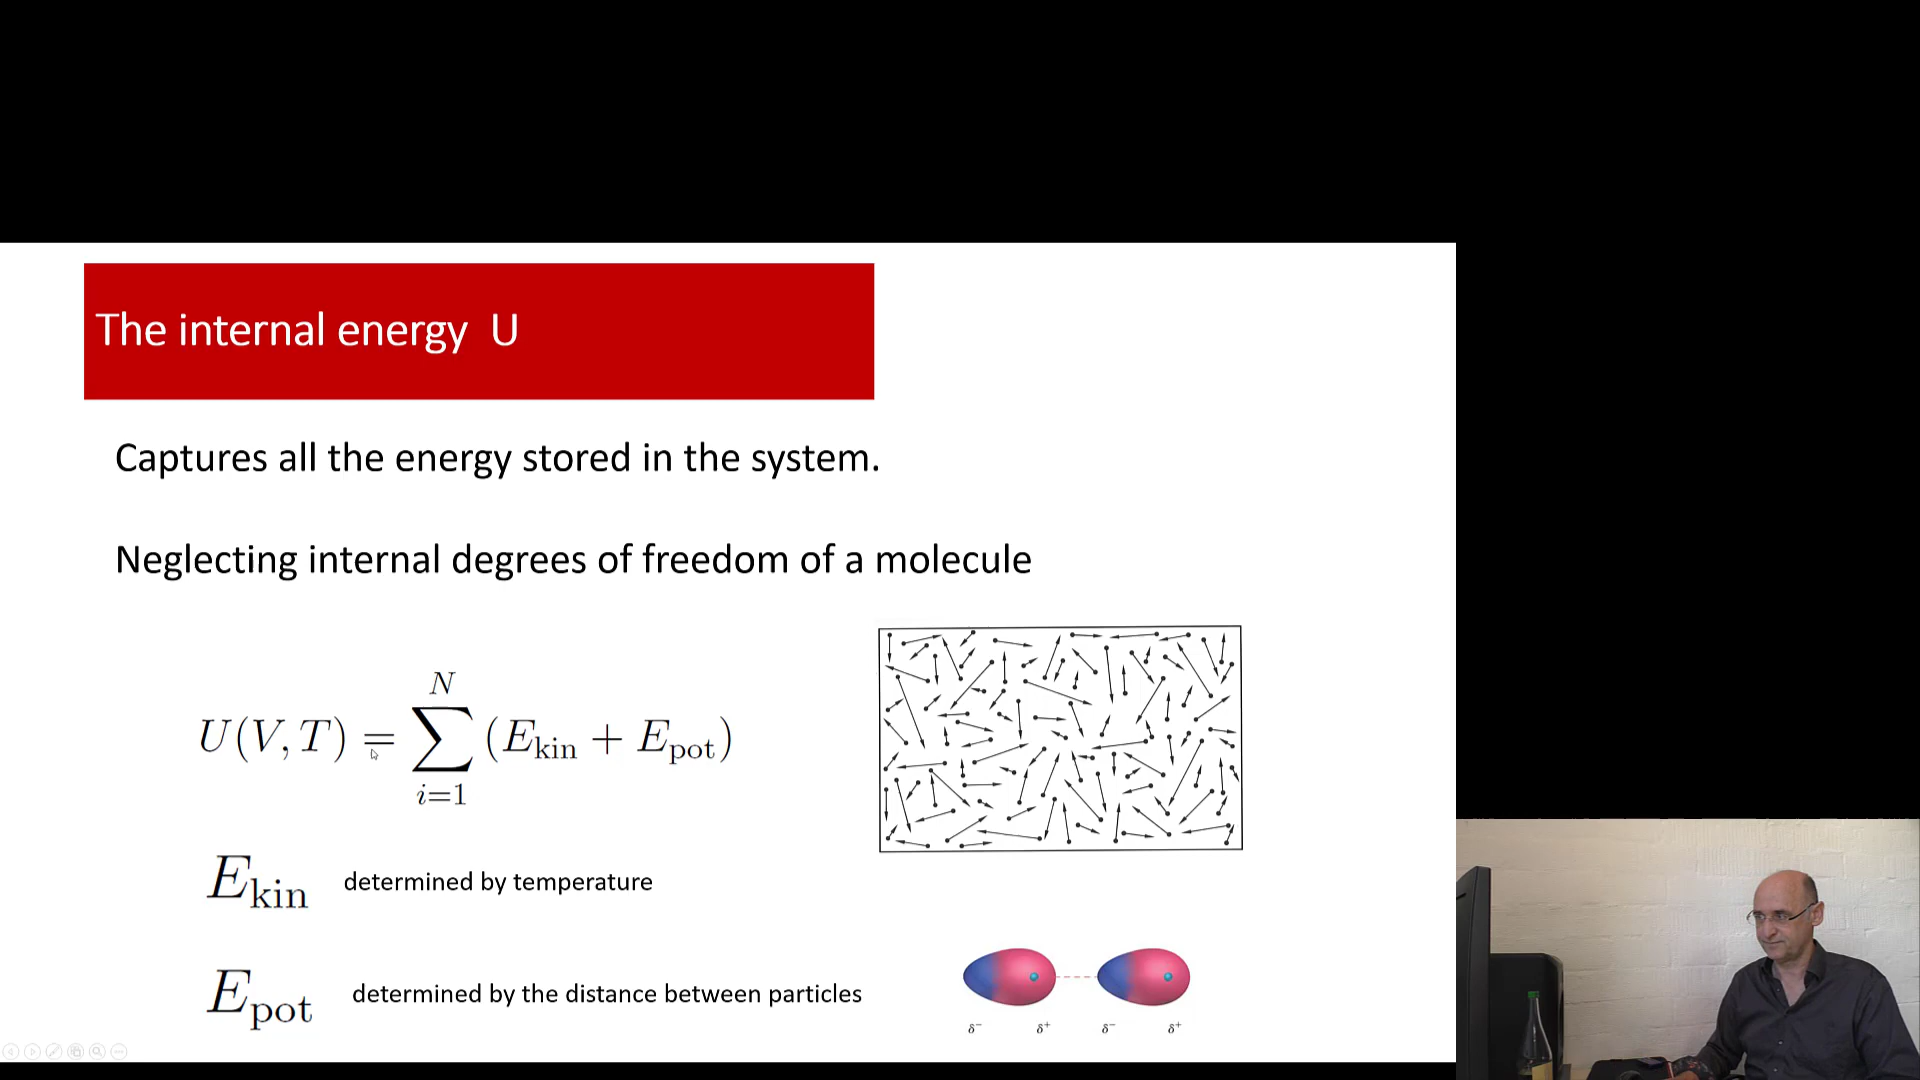 The internal energy  U
Captures all the energy stored in the system.
Neglecting internal degrees of freedom of a molecule
U(V, T) = ∑_{i=1}^{N} (E_kin + E_pot)
E_kin determined by temperature
E_pot determined by the distance between particles
δ⁻ δ⁺ δ⁻ δ⁺